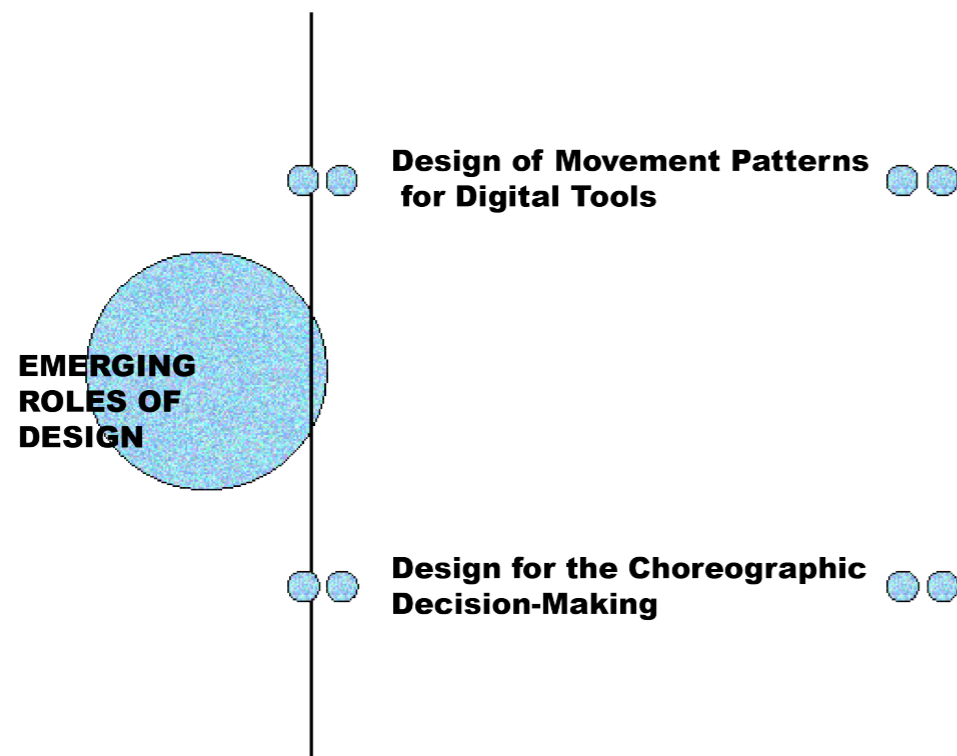 Design of Movement Patterns
for Digital Tools
EMERGING
ROLES OF
DESIGN
Design for the Choreographic
Decision-Making